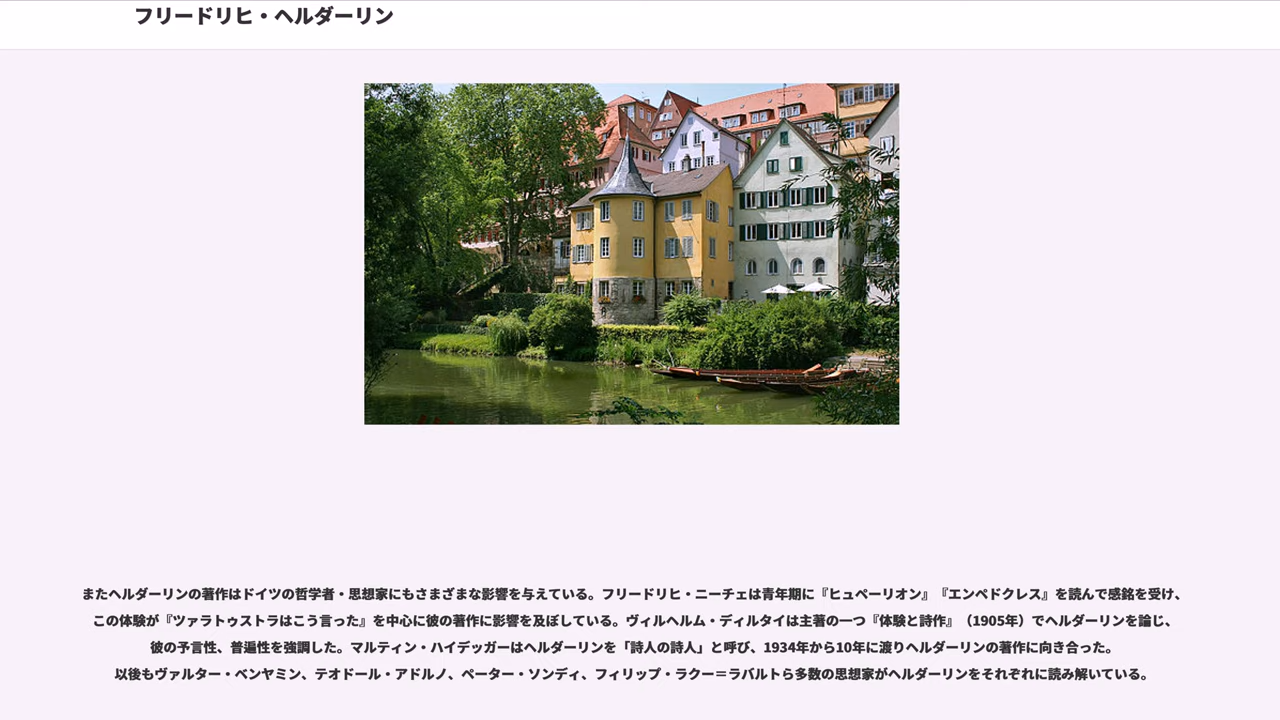 フリードリヒ・ヘルダーリン
またヘルダーリンの著作はドイツの哲学者・思想家にもさまざまな影響を与えている。フリードリヒ・ニーチェは青年期に『ヒュペーリオン』『エンペドクレス』を読んで感銘を受け、
この体験が『ツァラトゥストラはこう言った』を中心に彼の著作に影響を及ぼしている。ヴィルヘルム・ディルタイは主著の一つ『体験と詩作』（1905年）でヘルダーリンを論じ、
彼の予言性、普遍性を強調した。マルティン・ハイデッガーはヘルダーリンを「詩人の詩人」と呼び、1934年から10年に渡りヘルダーリンの著作に向き合った。
以後もヴァルター・ベンヤミン、テオドール・アドルノ、ペーター・ソンディ、フィリップ・ラクー＝ラバルトら多数の思想家がヘルダーリンをそれぞれに読み解いている。